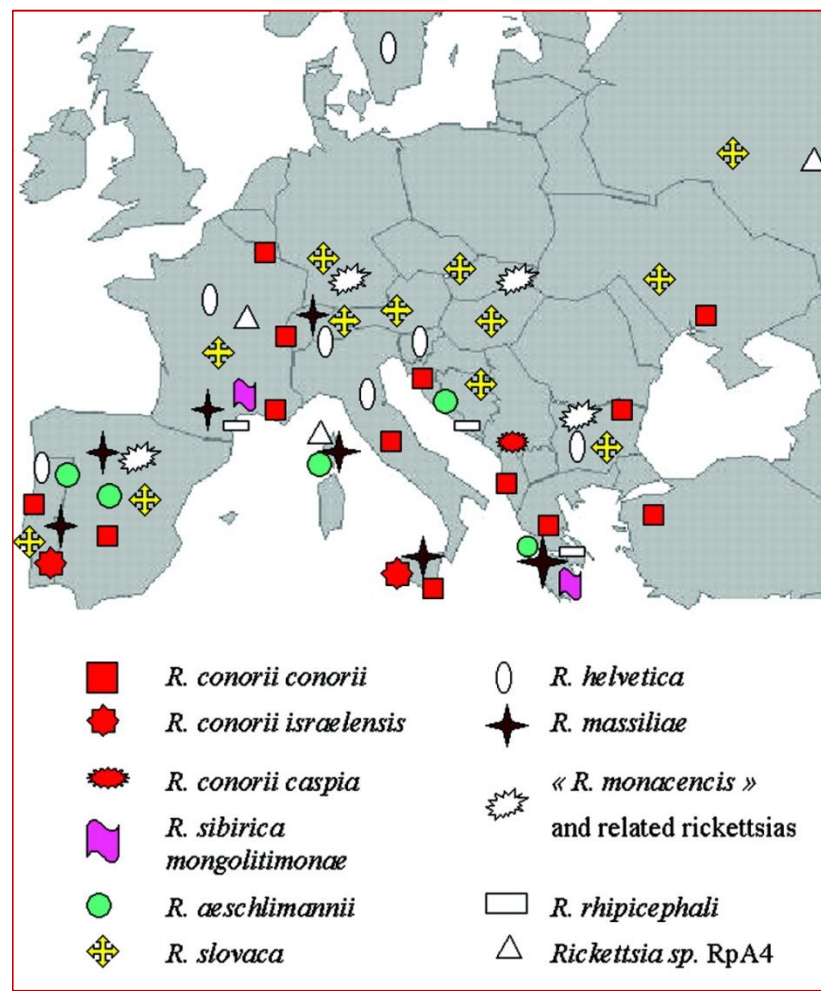 R. conorii conorii
R. conorii israelensis
R. conorii caspia
R. sibirica
mongolitimonae
R. aeschlimannii
R. slovaca
R. helvetica
R. massiliae
« R. monacencis »
and related rickettsias
R. rhipicephali
Rickettsia sp. RpA4